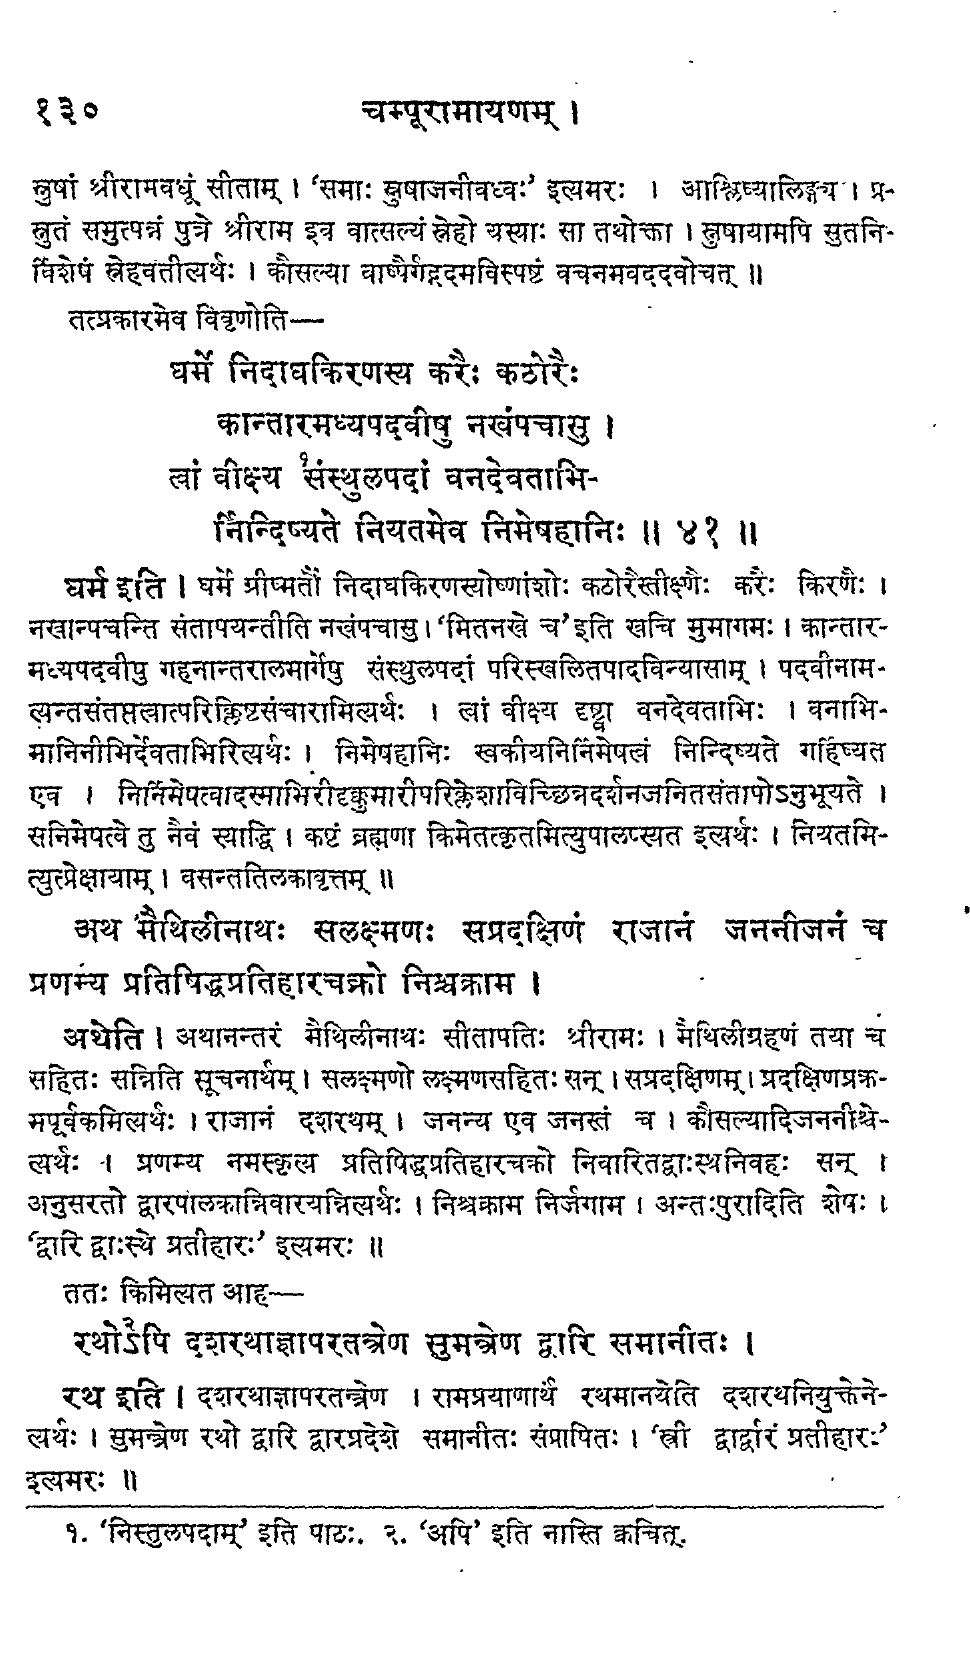 १३० चम्पूरामायणम् ।
स्नुषां श्रीरामवधूं सीताम् । ‘समाः स्नुषाजनीवध्वः’ इत्यमरः । आश्लिष्यालिङ्ग्य । प्र-
स्नुतं समुत्पन्नं पुत्रे श्रीराम इव वात्सल्यं स्नेहो यस्याः सा तथोक्ता । स्नुषायामपि सुतनि-
र्विशेषं स्नेहवतीत्यर्थः । कौसल्या बाष्पैर्गद्गदमविस्पष्टं वचनमवददवोचत् ॥
तत्प्रकारमेव विवृणोति—
घर्मे निदाघकिरणस्य करैः कठोरैः
कान्तारमध्यपदवीषु नखंपचासु ।
त्वां वीक्ष्य १संस्थुलपदां वनदेवताभि-
र्निन्दिष्यते नियतमेव निमेषहानिः ॥ ४१ ॥
घर्म इति । घर्मे ग्रीष्मर्तौ निदाघकिरणस्योष्णांशोः कठोरैस्तीक्ष्णैः करैः किरणैः ।
नखान्पचन्ति संतापयन्तीति नखंपचासु । ‘मितनखे च’ इति खचि मुमागमः । कान्तार-
मध्यपदवीषु गहनान्तरालमार्गेषु संस्थुलपदां परिस्खलितपादविन्यासाम् । पदवीनाम-
त्यन्तसंतप्तत्वात्परिक्लिष्टसंचारामित्यर्थः । त्वां वीक्ष्य दृष्ट्वा वनदेवताभिः । वनाभि-
मानिनीभिर्देवताभिरित्यर्थः । निमेषहानिः स्वकीयनिर्निमेषत्वं निन्दिष्यते गर्हिष्यत
एव । निर्निमेषत्वादस्माभिरीदृक्कुमारीपरिक्लेशाविच्छिन्नदर्शनजनितसंतापोऽनुभूयते ।
सनिमेषत्वे तु नैवं स्याद्धि । कष्टं ब्रह्मणा किमेतत्कृतमित्युपालप्स्यत इत्यर्थः । नियतमि-
त्युत्प्रेक्षायाम् । वसन्ततिलकावृत्तम् ॥
अथ मैथिलीनाथः सलक्ष्मणः सप्रदक्षिणं राजानं जननीजनं च
प्रणम्य प्रतिषिद्धप्रतिहारचक्रो निश्चक्राम ।
अथेति । अथानन्तरं मैथिलीनाथः सीतापतिः श्रीरामः । मैथिलीग्रहणं तया च
सहितः सन्निति सूचनार्थम् । सलक्ष्मणो लक्ष्मणसहितः सन् । सप्रदक्षिणम् । प्रदक्षिणप्रक्र-
मपूर्वकमित्यर्थः । राजानं दशरथम् । जनन्य एव जनस्तं च । कौसल्यादिजननीश्चे-
त्यर्थः । प्रणम्य नमस्कृत्य प्रतिषिद्धप्रतिहारचक्रो निवारितद्वाःस्थनिवहः सन् ।
अनुसरतो द्वारपालकान्निवारयन्नित्यर्थः । निश्चक्राम निर्जगाम । अन्तःपुरादिति शेषः ।
‘द्वारि द्वाःस्थे प्रतीहारः’ इत्यमरः ॥
ततः किमित्यत आह—
रथोऽ२पि दशरथाज्ञापरतन्त्रेण सुमन्त्रेण द्वारि समानीतः ।
रथ इति । दशरथाज्ञापरतन्त्रेण । रामप्रयाणार्थं रथमानयेति दशरथनियुक्तेने-
त्यर्थः । सुमन्त्रेण रथो द्वारि द्वारप्रदेशे समानीतः संप्रापितः । ‘स्त्री द्वार्द्वारं प्रतीहारः’
इत्यमरः ॥
१. ‘निस्तुलपदाम्’ इति पाठः. २. ‘अपि’ इति नास्ति क्वचित्.